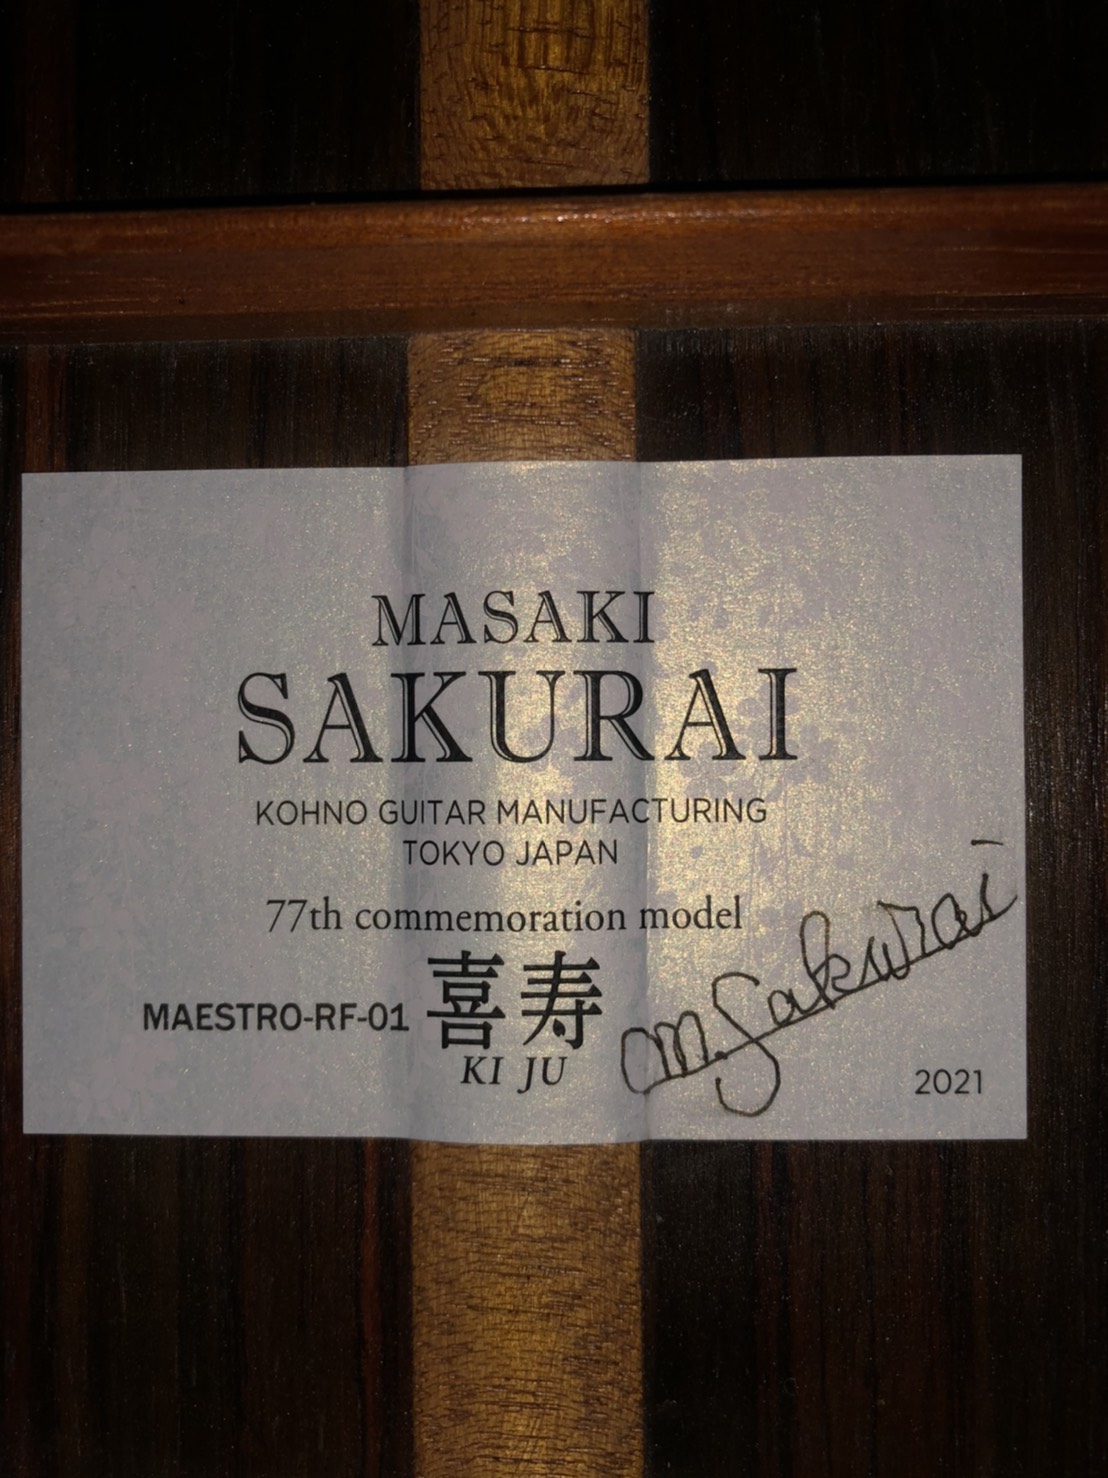 MASAKI
SAKURAI
KOHNO GUITAR MANUFACTURING
TOKYO JAPAN
77th commemoration model
MAESTRO-RF-01 喜寿
KI JU
M. Sakurai
2021